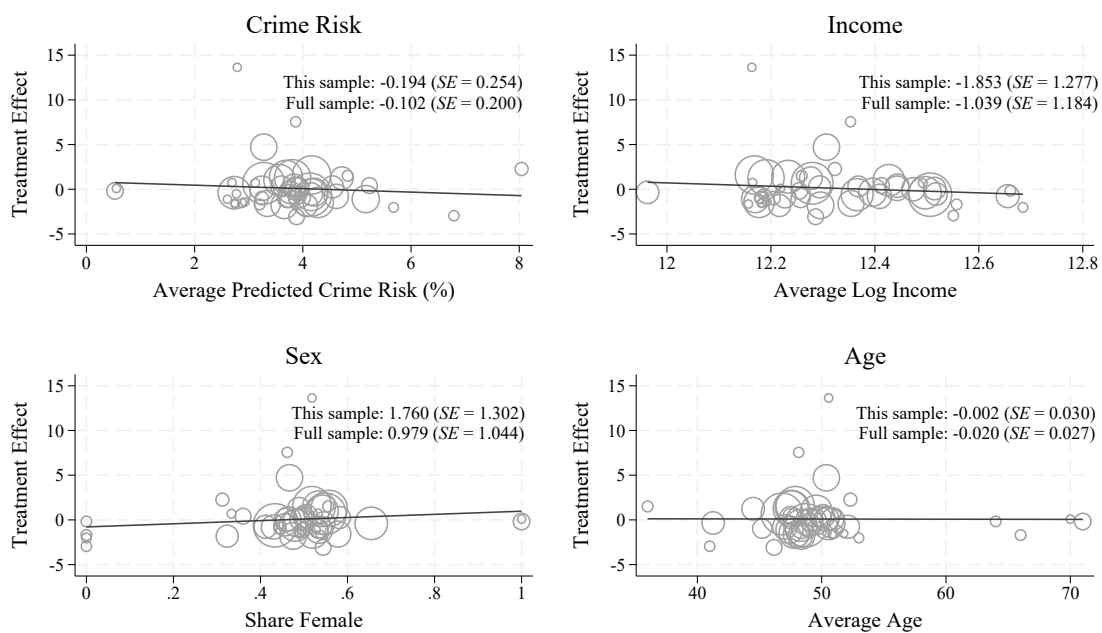 Crime Risk
Treatment Effect
15
10
5
0
-5
This sample: -0.194 (SE = 0.254)
Full sample: -0.102 (SE = 0.200)
0 2 4 6 8
Average Predicted Crime Risk (%)
Income
Treatment Effect
15
10
5
0
-5
This sample: -1.853 (SE = 1.277)
Full sample: -1.039 (SE = 1.184)
12 12.2 12.4 12.6 12.8
Average Log Income
Sex
Treatment Effect
15
10
5
0
-5
This sample: 1.760 (SE = 1.302)
Full sample: 0.979 (SE = 1.044)
0 .2 .4 .6 .8 1
Share Female
Age
Treatment Effect
15
10
5
0
-5
This sample: -0.002 (SE = 0.030)
Full sample: -0.020 (SE = 0.027)
40 50 60 70
Average Age